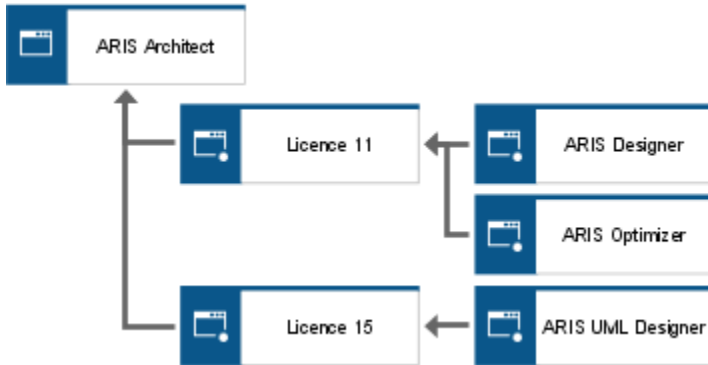 ARIS Architect
Licence 11
ARIS Designer
ARIS Optimizer
Licence 15
ARIS UML Designer